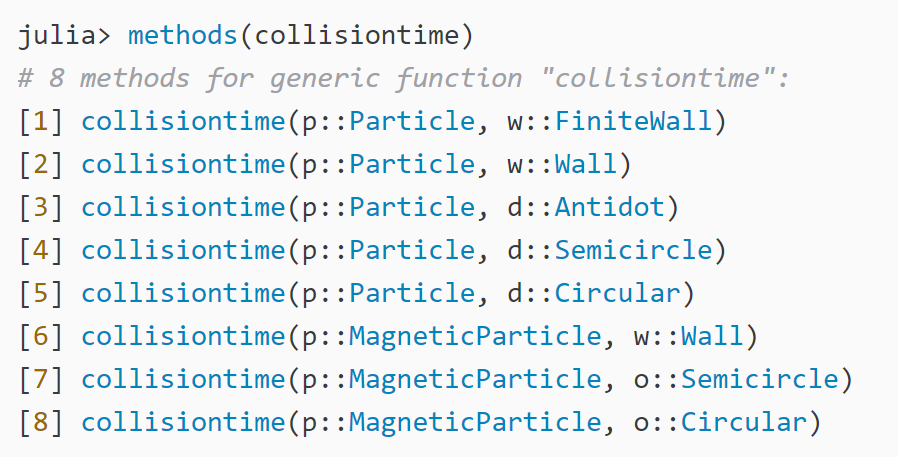 julia> methods(collisiontime)
# 8 methods for generic function "collisiontime":
[1] collisiontime(p::Particle, w::FiniteWall)
[2] collisiontime(p::Particle, w::Wall)
[3] collisiontime(p::Particle, d::Antidot)
[4] collisiontime(p::Particle, d::Semicircle)
[5] collisiontime(p::Particle, d::Circular)
[6] collisiontime(p::MagneticParticle, w::Wall)
[7] collisiontime(p::MagneticParticle, o::Semicircle)
[8] collisiontime(p::MagneticParticle, o::Circular)